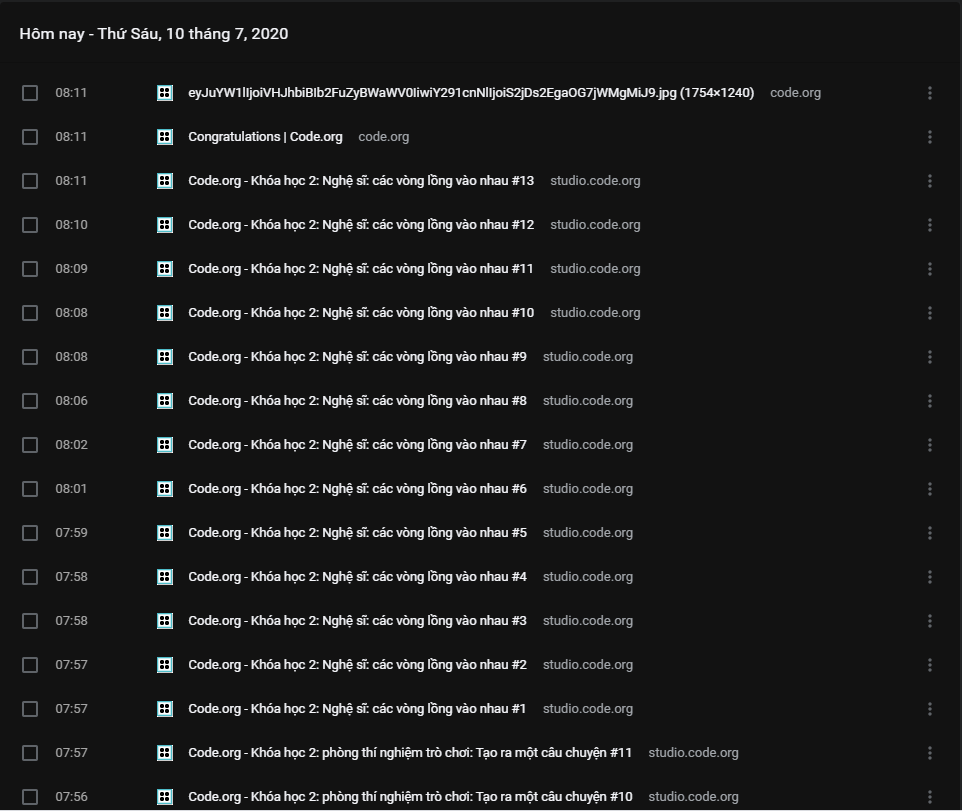 Hôm nay - Thứ Sáu, 10 tháng 7, 2020
08:11 eyJuYW1lIjoiVHJhbiBIb2FuZyBWaWV0IiwiY291cnNlIjoiS2jDs2EgaOG7jWMgMiJ9.jpg (1754×1240) code.org
08:11 Congratulations | Code.org code.org
08:11 Code.org - Khóa học 2: Nghệ sĩ: các vòng lồng vào nhau #13 studio.code.org
08:10 Code.org - Khóa học 2: Nghệ sĩ: các vòng lồng vào nhau #12 studio.code.org
08:09 Code.org - Khóa học 2: Nghệ sĩ: các vòng lồng vào nhau #11 studio.code.org
08:08 Code.org - Khóa học 2: Nghệ sĩ: các vòng lồng vào nhau #10 studio.code.org
08:08 Code.org - Khóa học 2: Nghệ sĩ: các vòng lồng vào nhau #9 studio.code.org
08:06 Code.org - Khóa học 2: Nghệ sĩ: các vòng lồng vào nhau #8 studio.code.org
08:02 Code.org - Khóa học 2: Nghệ sĩ: các vòng lồng vào nhau #7 studio.code.org
08:01 Code.org - Khóa học 2: Nghệ sĩ: các vòng lồng vào nhau #6 studio.code.org
07:59 Code.org - Khóa học 2: Nghệ sĩ: các vòng lồng vào nhau #5 studio.code.org
07:58 Code.org - Khóa học 2: Nghệ sĩ: các vòng lồng vào nhau #4 studio.code.org
07:58 Code.org - Khóa học 2: Nghệ sĩ: các vòng lồng vào nhau #3 studio.code.org
07:57 Code.org - Khóa học 2: Nghệ sĩ: các vòng lồng vào nhau #2 studio.code.org
07:57 Code.org - Khóa học 2: Nghệ sĩ: các vòng lồng vào nhau #1 studio.code.org
07:57 Code.org - Khóa học 2: phòng thí nghiệm trò chơi: Tạo ra một câu chuyện #11 studio.code.org
07:56 Code.org - Khóa học 2: phòng thí nghiệm trò chơi: Tạo ra một câu chuyện #10 studio.code.org